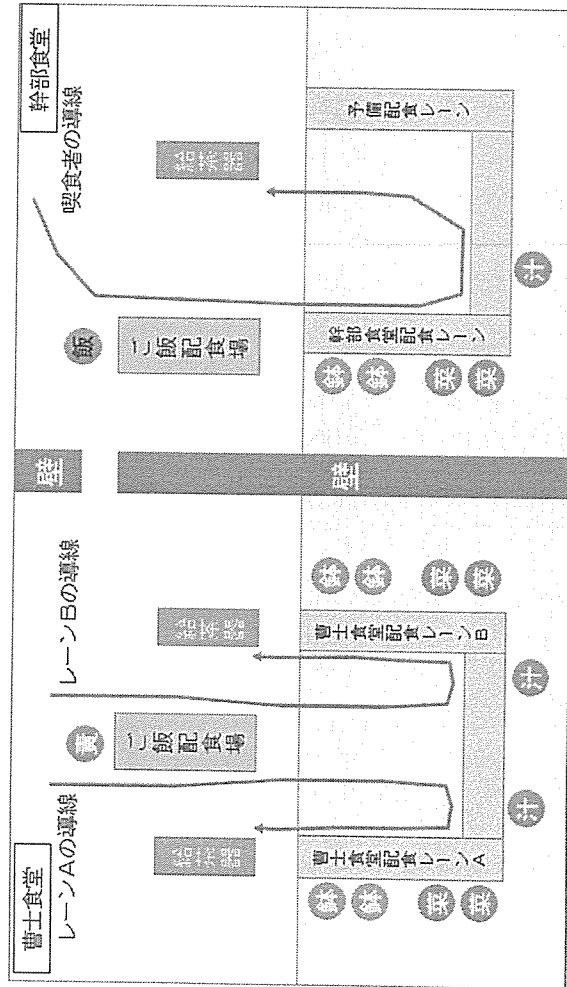 曹士食堂
レーンAの導線
レーンBの導線
壁
幹部食堂
喫食者の導線
飯
給茶器
ご飯配食場
給茶器
ご飯配食場
給茶器
壁
鉢
鉢
菜
菜
曹士食堂配食レーンA
曹士食堂配食レーンB
鉢
鉢
菜
菜
鉢
鉢
菜
菜
幹部食堂配食レーン
予備配食レーン
汁
汁
汁